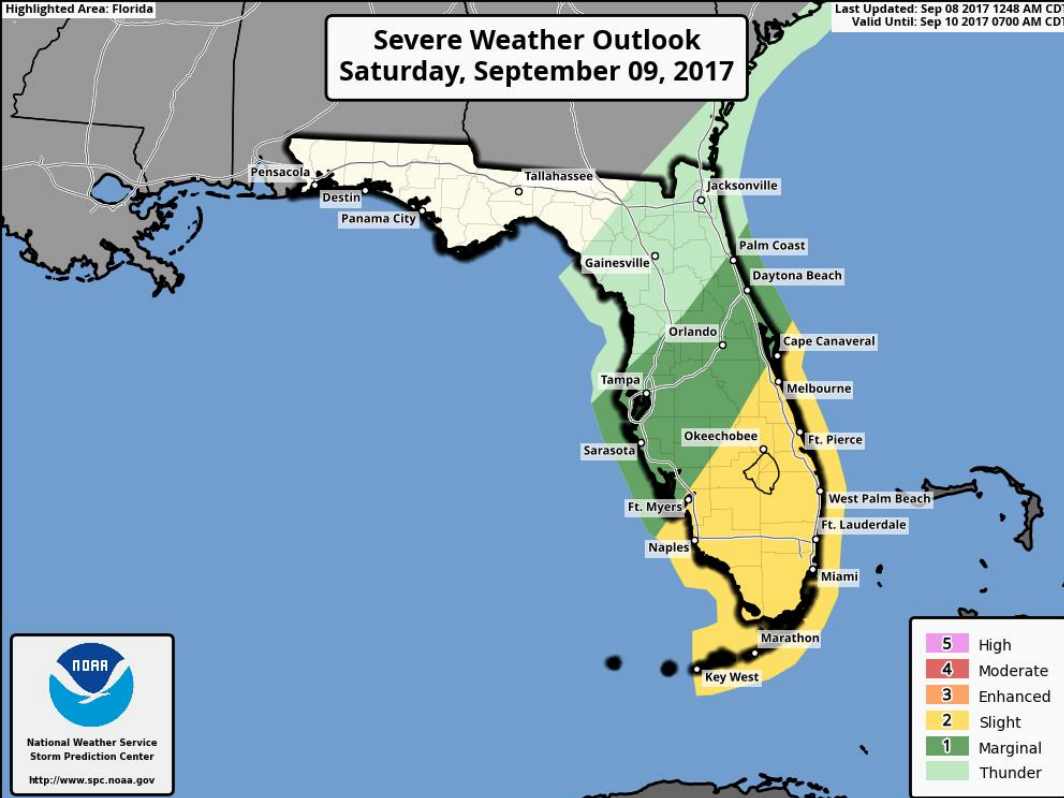 Highlighted Area: Florida
Last Updated: Sep 08 2017 1248 AM CDT
Valid Until: Sep 10 2017 0700 AM CDT
Severe Weather Outlook
Saturday, September 09, 2017
Pensacola
Tallahassee
Destin
Jacksonville
Panama City
Palm Coast
Gainesville
Daytona Beach
Orlando
Cape Canaveral
Tampa
Melbourne
Okeechobee
Ft. Pierce
Sarasota
West Palm Beach
Ft. Myers
Ft. Lauderdale
Naples
Miami
Marathon
Key West
NOAA
National Weather Service
Storm Prediction Center
http://www.spc.noaa.gov
5 High
4 Moderate
3 Enhanced
2 Slight
1 Marginal
Thunder